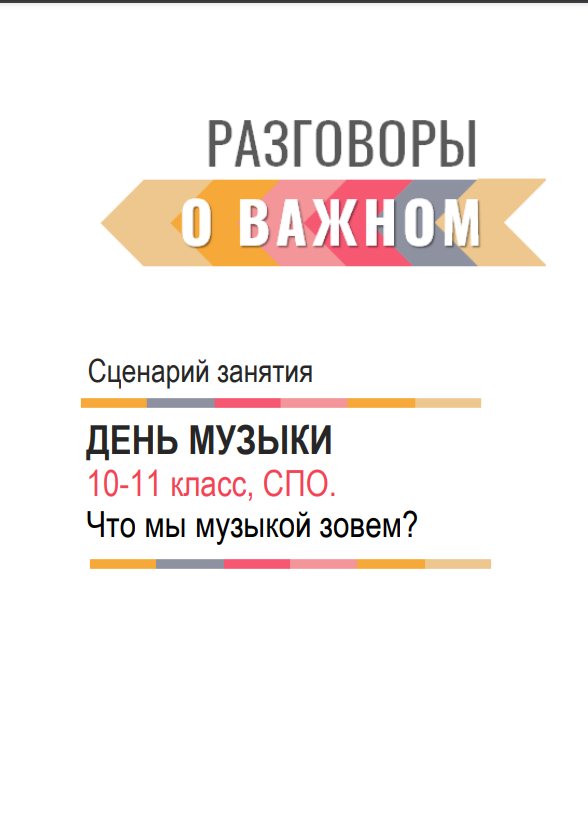 РАЗГОВОРЫ
О ВАЖНОМ
Сценарий занятия
ДЕНЬ МУЗЫКИ
10-11 класс, СПО.
Что мы музыкой зовем?